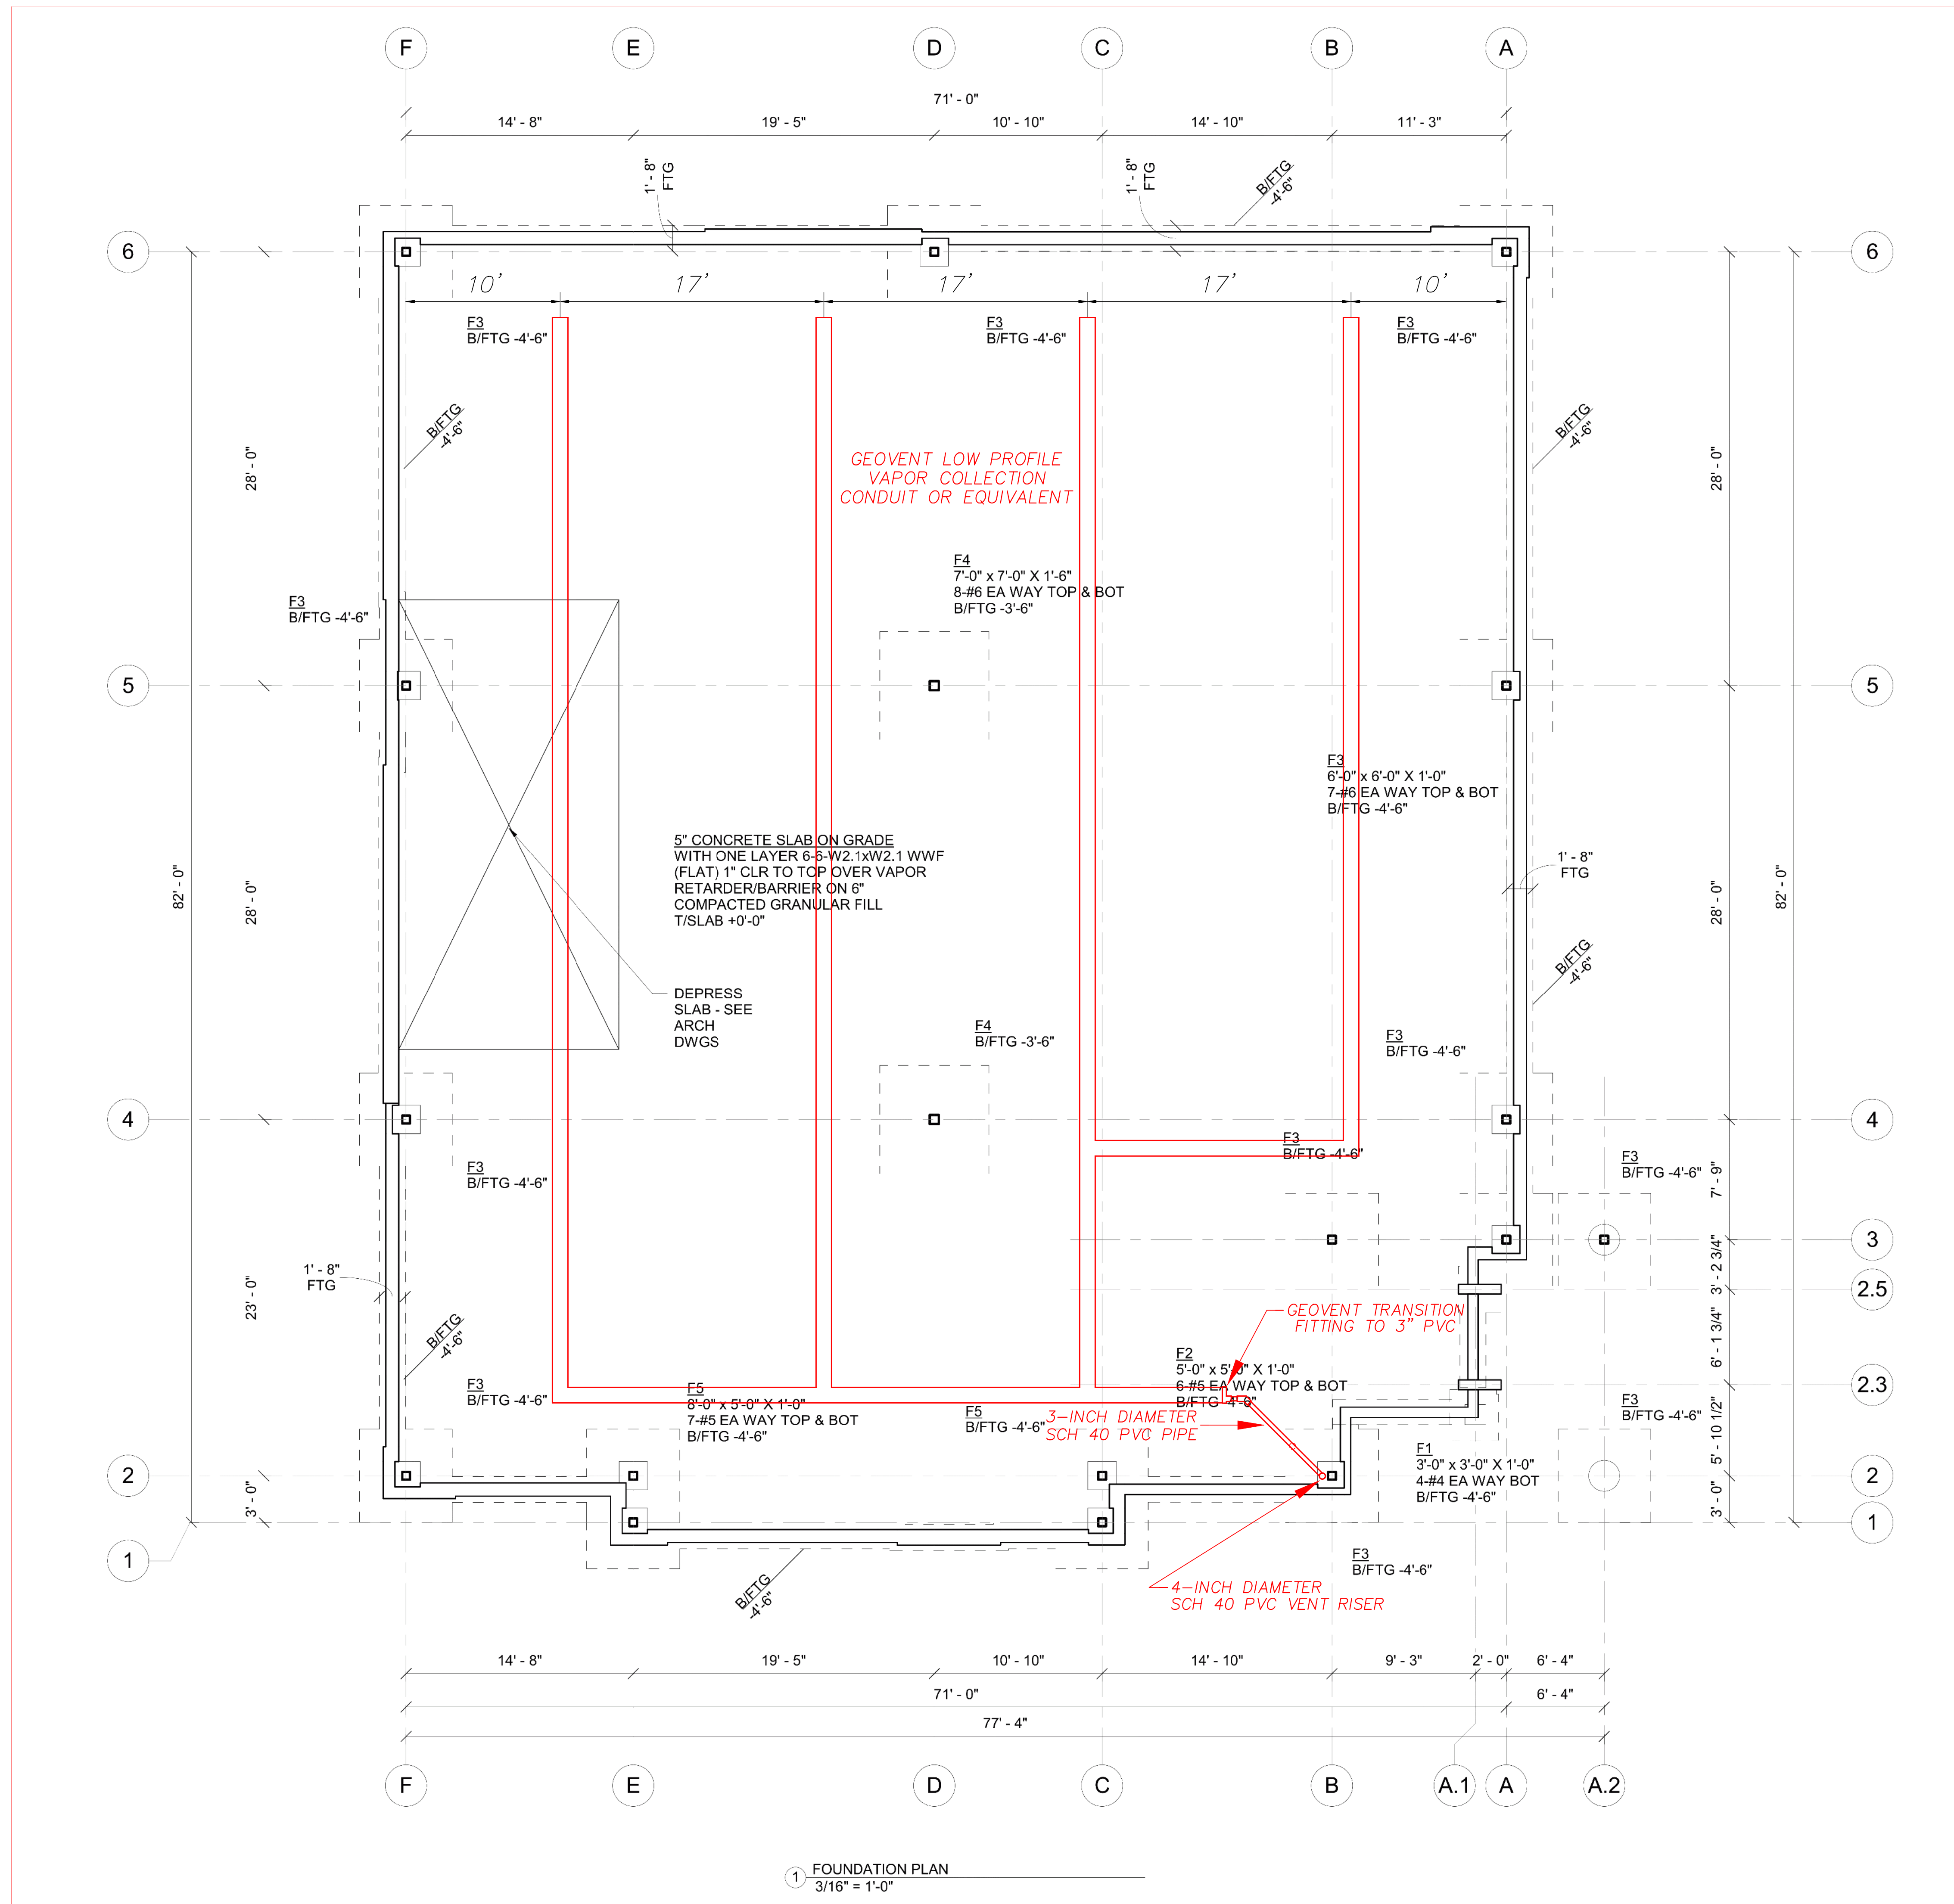 F E D C B A
71' - 0"
14' - 8" 19' - 5" 10' - 10" 14' - 10" 11' - 3"
1' - 8"
FTG
1' - 8"
FTG
B/FTG
-4'-6"
6 6
10' 17' 17' 17' 10'
F3
B/FTG -4'-6"
F3
B/FTG -4'-6"
F3
B/FTG -4'-6"
B/FTG
-4'-6"
B/FTG
-4'-6"
28' - 0"
28' - 0"
GEOVENT LOW PROFILE
VAPOR COLLECTION
CONDUIT OR EQUIVALENT
F4
7'-0" x 7'-0" X 1'-6"
8-#6 EA WAY TOP & BOT
B/FTG -3'-6"
F3
B/FTG -4'-6"
5 5
F3
6'-0" x 6'-0" X 1'-0"
7-#6 EA WAY TOP & BOT
B/FTG -4'-6"
5" CONCRETE SLAB ON GRADE
WITH ONE LAYER 6-6-W2.1xW2.1 WWF
(FLAT) 1" CLR TO TOP OVER VAPOR
RETARDER/BARRIER ON 6"
COMPACTED GRANULAR FILL
T/SLAB +0'-0"
1' - 8"
FTG
82' - 0"
28' - 0"
28' - 0"
82' - 0"
B/FTG
-4'-6"
DEPRESS
SLAB - SEE
ARCH
DWGS
F4
B/FTG -3'-6"
F3
B/FTG -4'-6"
4 4
F3
B/FTG -4'-6"
F3
B/FTG -4'-6"
F3
B/FTG -4'-6"
7' - 9"
3
3' - 2 3/4"
1' - 8"
FTG
23' - 0"
2.5
GEOVENT TRANSITION
FITTING TO 3" PVC
6' - 1 3/4"
B/FTG
-4'-6"
F2
5'-0" x 5'-0" X 1'-0"
6-#5 EA WAY TOP & BOT
B/FTG -4'-6"
2.3
F3
B/FTG -4'-6"
F5
8'-0" x 5'-0" X 1'-0"
7-#5 EA WAY TOP & BOT
B/FTG -4'-6"
F5
B/FTG -4'-6"
3-INCH DIAMETER
SCH 40 PVC PIPE
F3
B/FTG -4'-6"
5' - 10 1/2"
F1
3'-0" x 3'-0" X 1'-0"
4-#4 EA WAY BOT
B/FTG -4'-6"
2 2
3' - 0"
3' - 0"
1 1
F3
B/FTG -4'-6"
B/FTG
-4'-6"
4-INCH DIAMETER
SCH 40 PVC VENT RISER
14' - 8" 19' - 5" 10' - 10" 14' - 10" 9' - 3" 2' - 0" 6' - 4"
71' - 0" 6' - 4"
77' - 4"
F E D C B A.1 A A.2
1 FOUNDATION PLAN
3/16" = 1'-0"